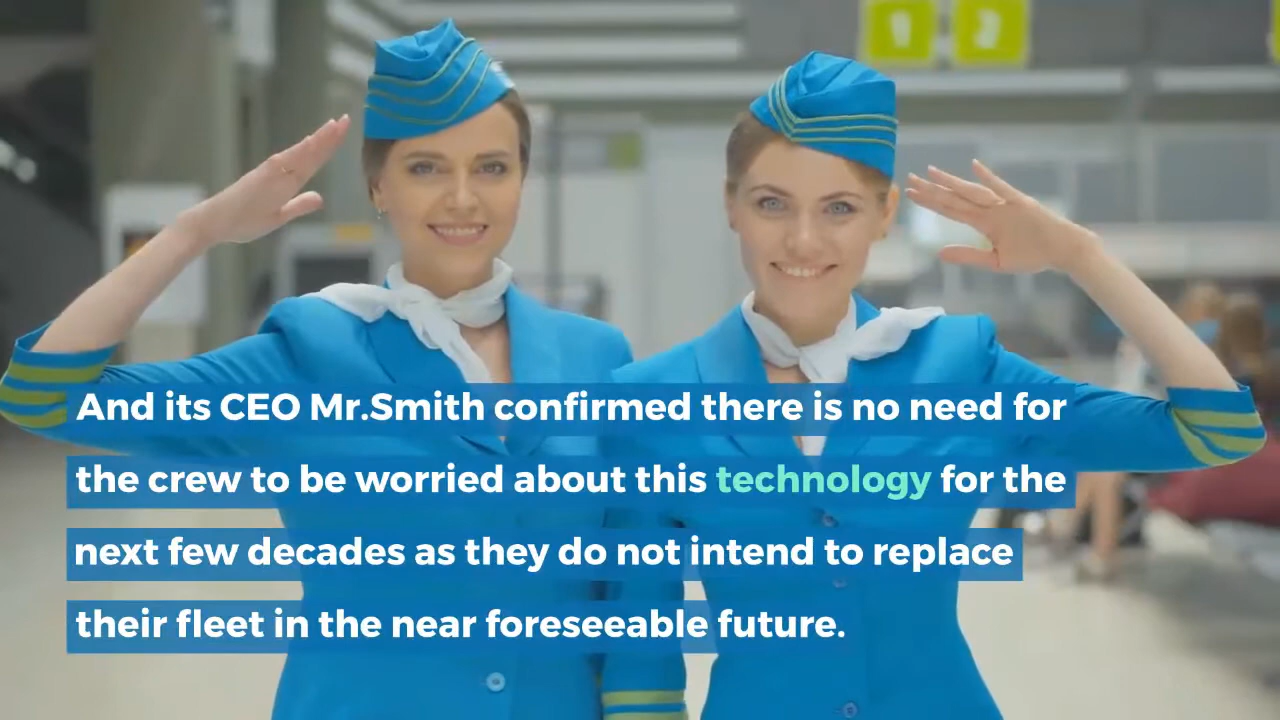 1 2
And its CEO Mr.Smith confirmed there is no need for
the crew to be worried about this technology for the
next few decades as they do not intend to replace
their fleet in the near foreseeable future.